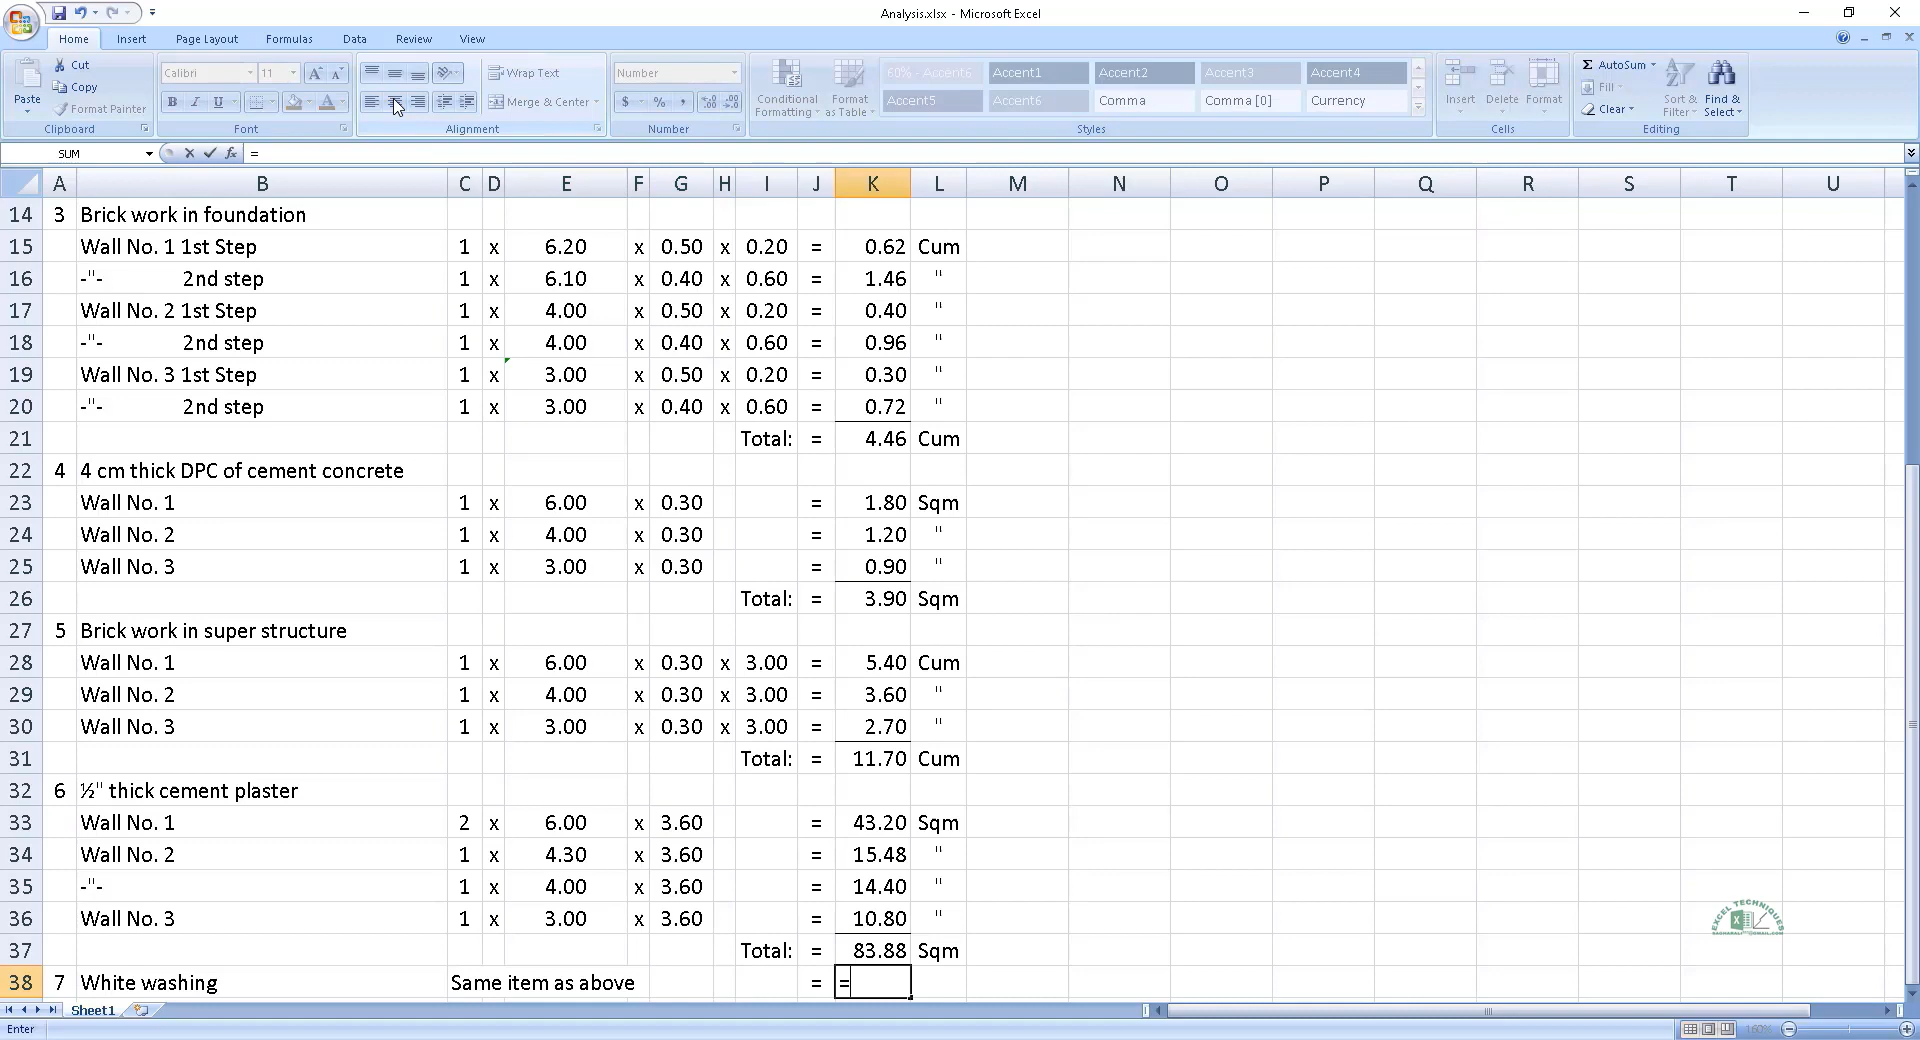 Analysis.xlsx - Microsoft Excel
Home Insert Page Layout Formulas Data Review View
Paste Cut Copy Format Painter Clipboard
Calibri 11 A A B I U A Font
Wrap Text Merge & Center Alignment
Number $ % , .0 .00 .00 .0 Number
Conditional Formatting Format as Table
60% - Accent6 Accent1 Accent2 Accent3 Accent4
Accent5 Accent6 Comma Comma [0] Currency
Styles
Insert Delete Format Cells
Σ AutoSum Fill Clear Sort & Filter Find & Select Editing
SUM fx =
A B C D E F G H I J K L M N O P Q R S T U
14 3 Brick work in foundation
15 Wall No. 1 1st Step 1 x 6.20 x 0.50 x 0.20 = 0.62 Cum
16 -"- 2nd step 1 x 6.10 x 0.40 x 0.60 = 1.46 "
17 Wall No. 2 1st Step 1 x 4.00 x 0.50 x 0.20 = 0.40 "
18 -"- 2nd step 1 x 4.00 x 0.40 x 0.60 = 0.96 "
19 Wall No. 3 1st Step 1 x 3.00 x 0.50 x 0.20 = 0.30 "
20 -"- 2nd step 1 x 3.00 x 0.40 x 0.60 = 0.72 "
21 Total: = 4.46 Cum
22 4 4 cm thick DPC of cement concrete
23 Wall No. 1 1 x 6.00 x 0.30 = 1.80 Sqm
24 Wall No. 2 1 x 4.00 x 0.30 = 1.20 "
25 Wall No. 3 1 x 3.00 x 0.30 = 0.90 "
26 Total: = 3.90 Sqm
27 5 Brick work in super structure
28 Wall No. 1 1 x 6.00 x 0.30 x 3.00 = 5.40 Cum
29 Wall No. 2 1 x 4.00 x 0.30 x 3.00 = 3.60 "
30 Wall No. 3 1 x 3.00 x 0.30 x 3.00 = 2.70 "
31 Total: = 11.70 Cum
32 6 ½" thick cement plaster
33 Wall No. 1 2 x 6.00 x 3.60 = 43.20 Sqm
34 Wall No. 2 1 x 4.30 x 3.60 = 15.48 "
35 -"- 1 x 4.00 x 3.60 = 14.40 "
36 Wall No. 3 1 x 3.00 x 3.60 = 10.80 "
37 Total: = 83.88 Sqm
38 7 White washing Same item as above = =
EXCEL TECHNIQUES
Sheet1
Enter 160%